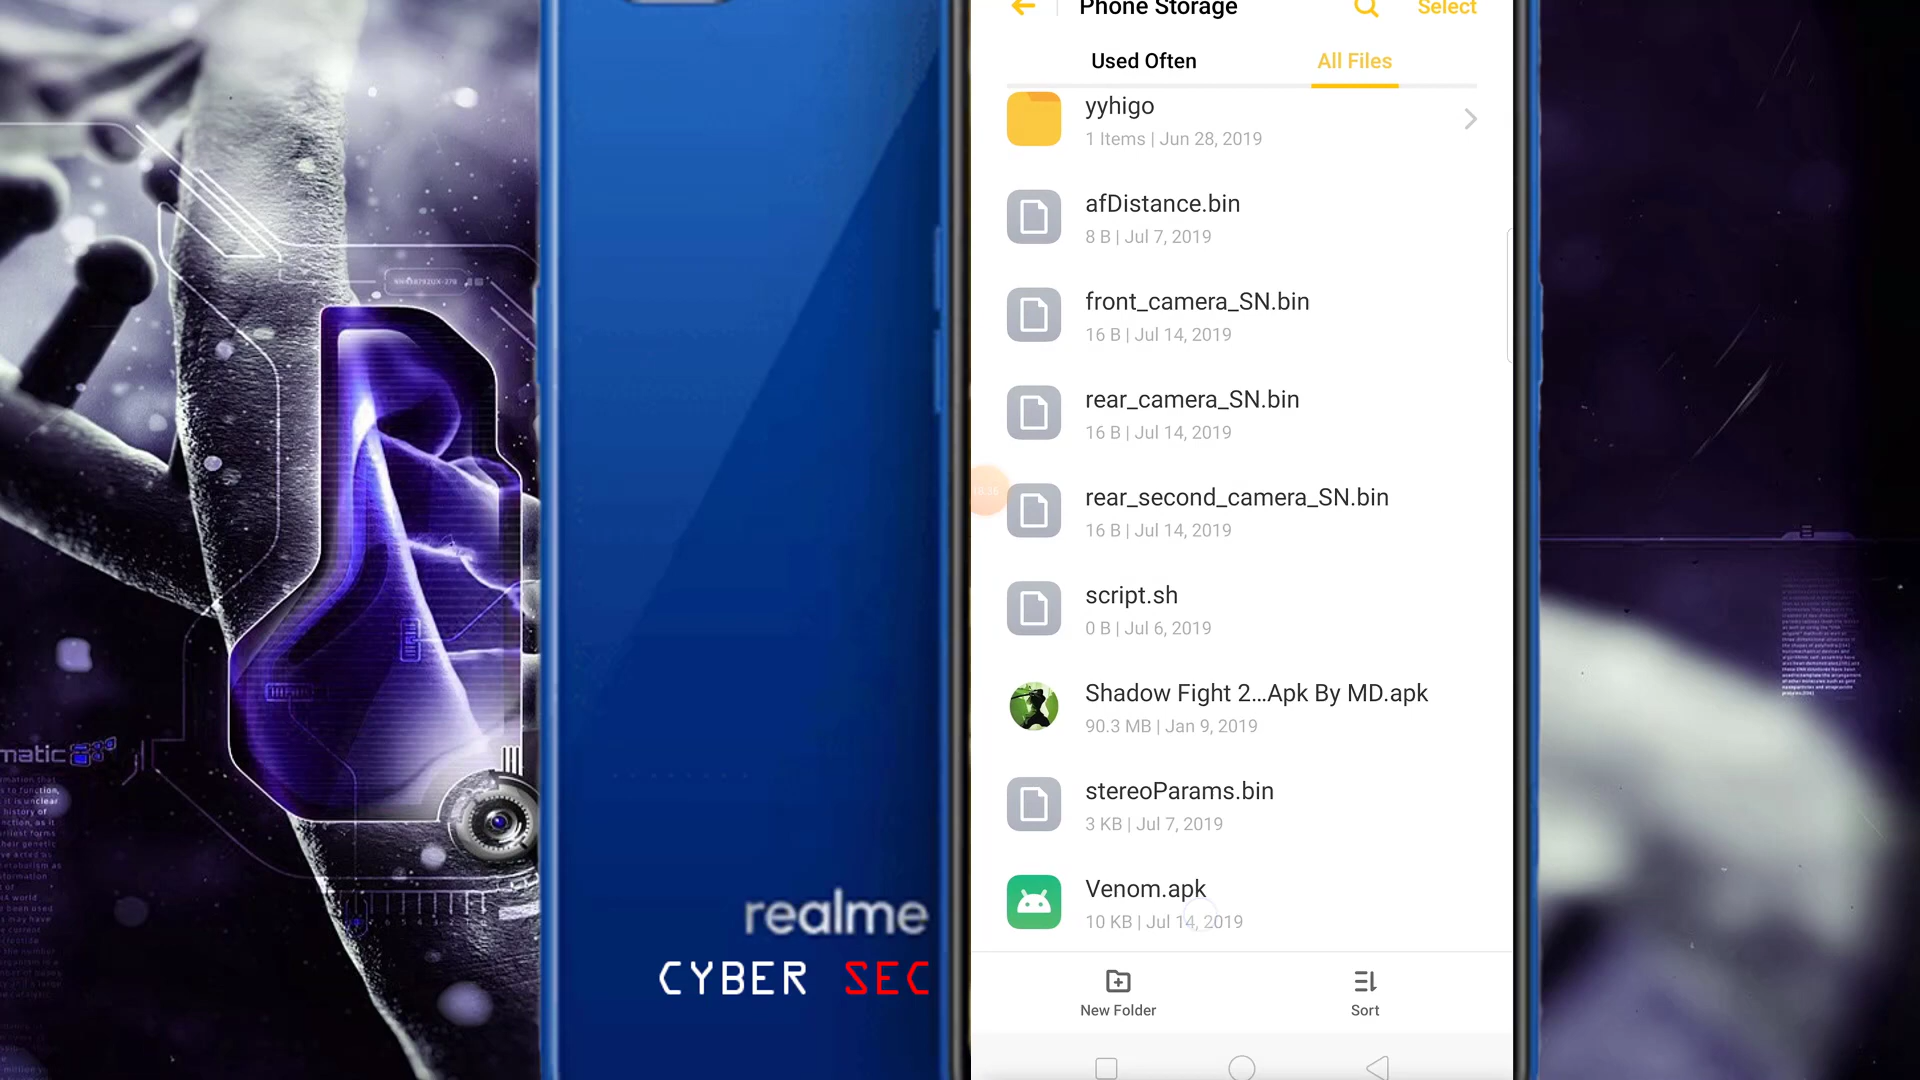 Phone Storage
Select
Used Often
All Files
yyhigo
1 Items | Jun 28, 2019
afDistance.bin
8 B | Jul 7, 2019
front_camera_SN.bin
16 B | Jul 14, 2019
rear_camera_SN.bin
16 B | Jul 14, 2019
18:36
rear_second_camera_SN.bin
16 B | Jul 14, 2019
script.sh
0 B | Jul 6, 2019
Shadow Fight 2...Apk By MD.apk
90.3 MB | Jan 9, 2019
stereoParams.bin
3 KB | Jul 7, 2019
Venom.apk
10 KB | Jul 14, 2019
New Folder
Sort
realme
CYBER SEC
matic